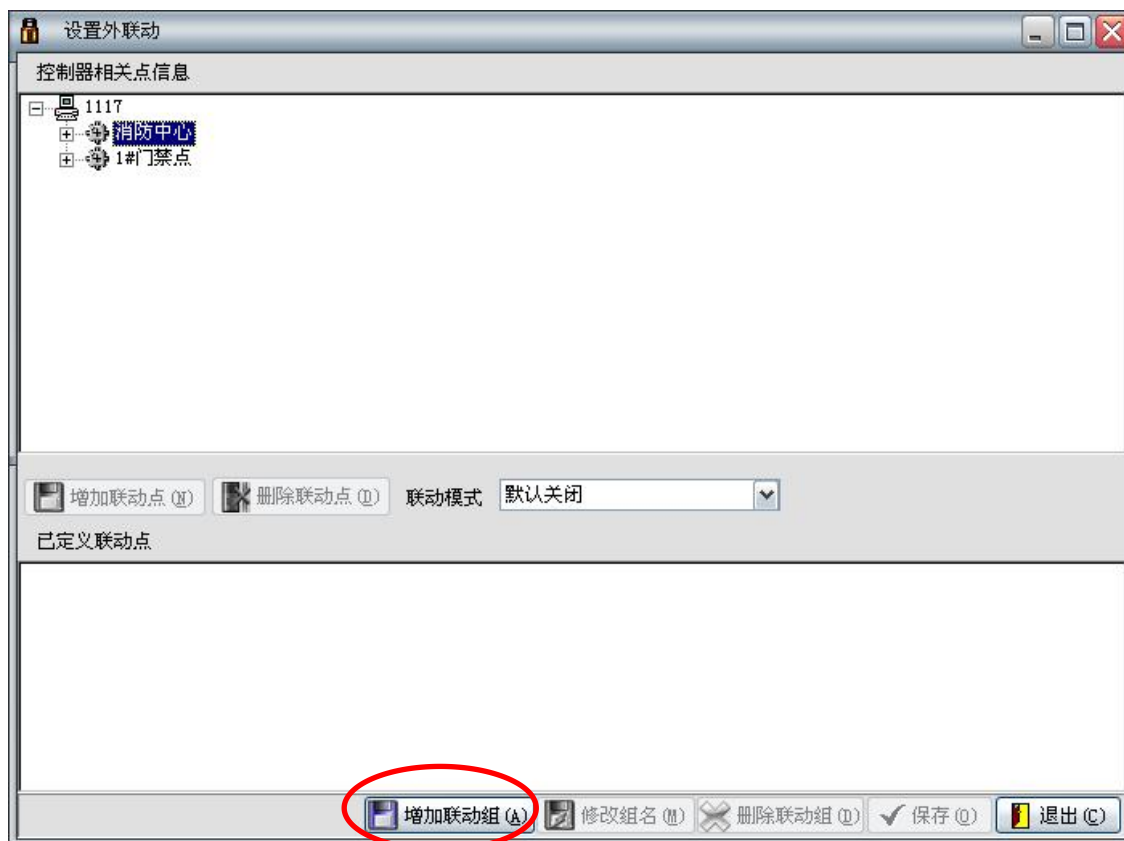 设置外联动
控制器相关点信息
1117
消防中心
1#门禁点
增加联动点(N) 删除联动点(D) 联动模式 默认关闭
已定义联动点
增加联动组(A) 修改组名(M) 删除联动组(D) 保存(O) 退出(C)